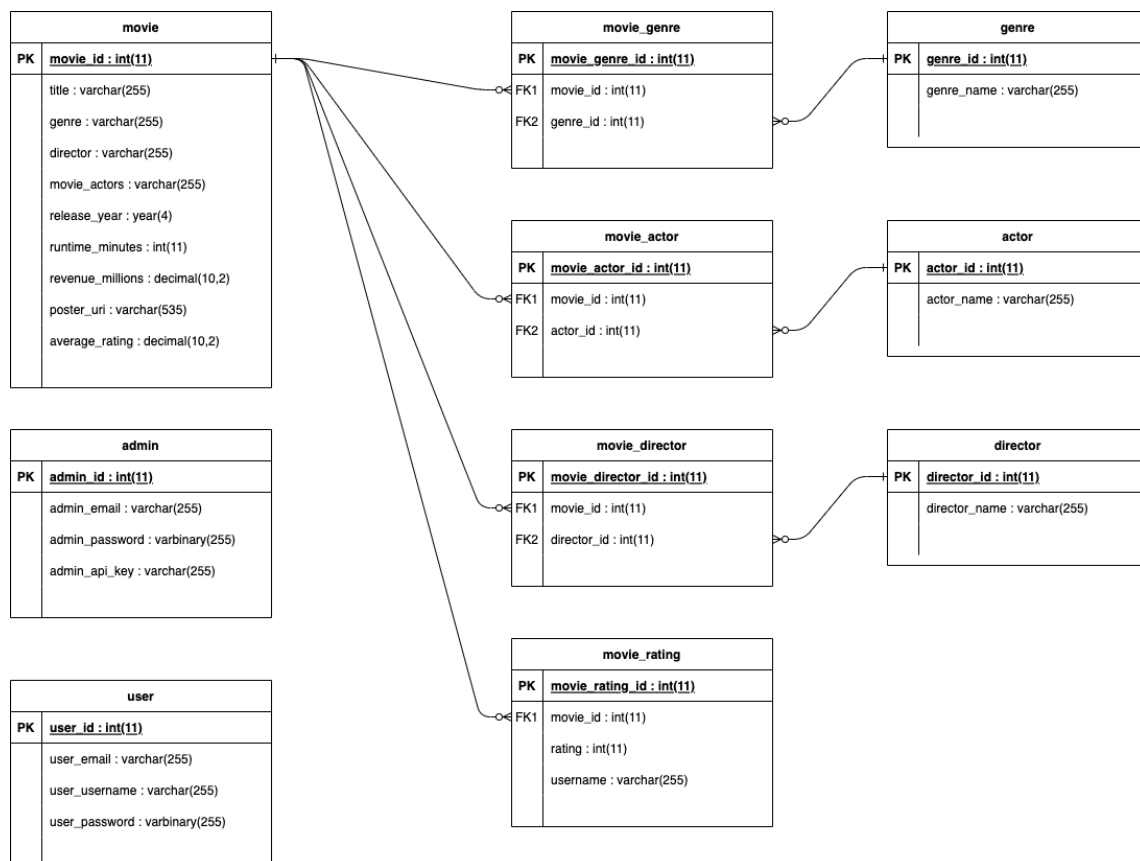 movie
PK movie_id : int(11)
title : varchar(255)
genre : varchar(255)
director : varchar(255)
movie_actors : varchar(255)
release_year : year(4)
runtime_minutes : int(11)
revenue_millions : decimal(10,2)
poster_uri : varchar(535)
average_rating : decimal(10,2)
movie_genre
PK movie_genre_id : int(11)
FK1 movie_id : int(11)
FK2 genre_id : int(11)
genre
PK genre_id : int(11)
genre_name : varchar(255)
movie_actor
PK movie_actor_id : int(11)
FK1 movie_id : int(11)
FK2 actor_id : int(11)
actor
PK actor_id : int(11)
actor_name : varchar(255)
admin
PK admin_id : int(11)
admin_email : varchar(255)
admin_password : varbinary(255)
admin_api_key : varchar(255)
movie_director
PK movie_director_id : int(11)
FK1 movie_id : int(11)
FK2 director_id : int(11)
director
PK director_id : int(11)
director_name : varchar(255)
user
PK user_id : int(11)
user_email : varchar(255)
user_username : varchar(255)
user_password : varbinary(255)
movie_rating
PK movie_rating_id : int(11)
FK1 movie_id : int(11)
rating : int(11)
username : varchar(255)